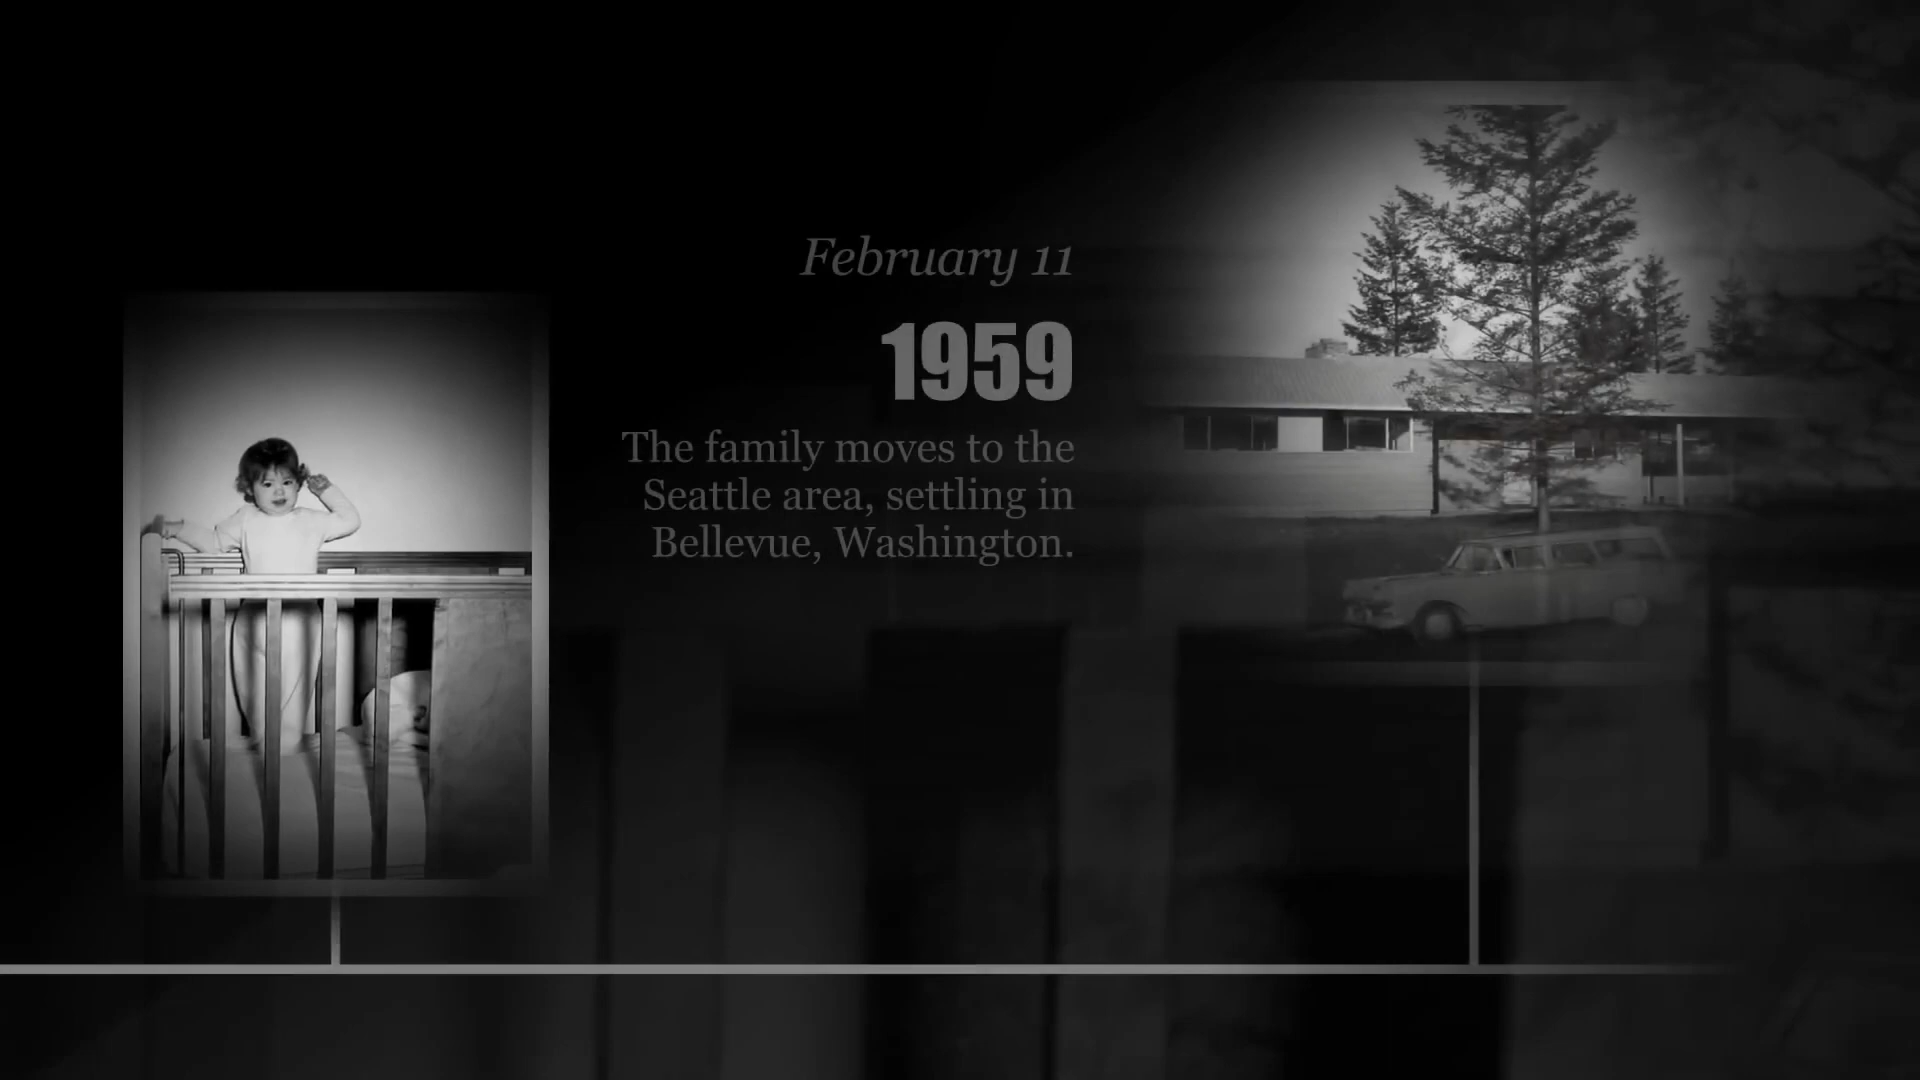 February 11
1959
The family moves to the
Seattle area, settling in
Bellevue, Washington.